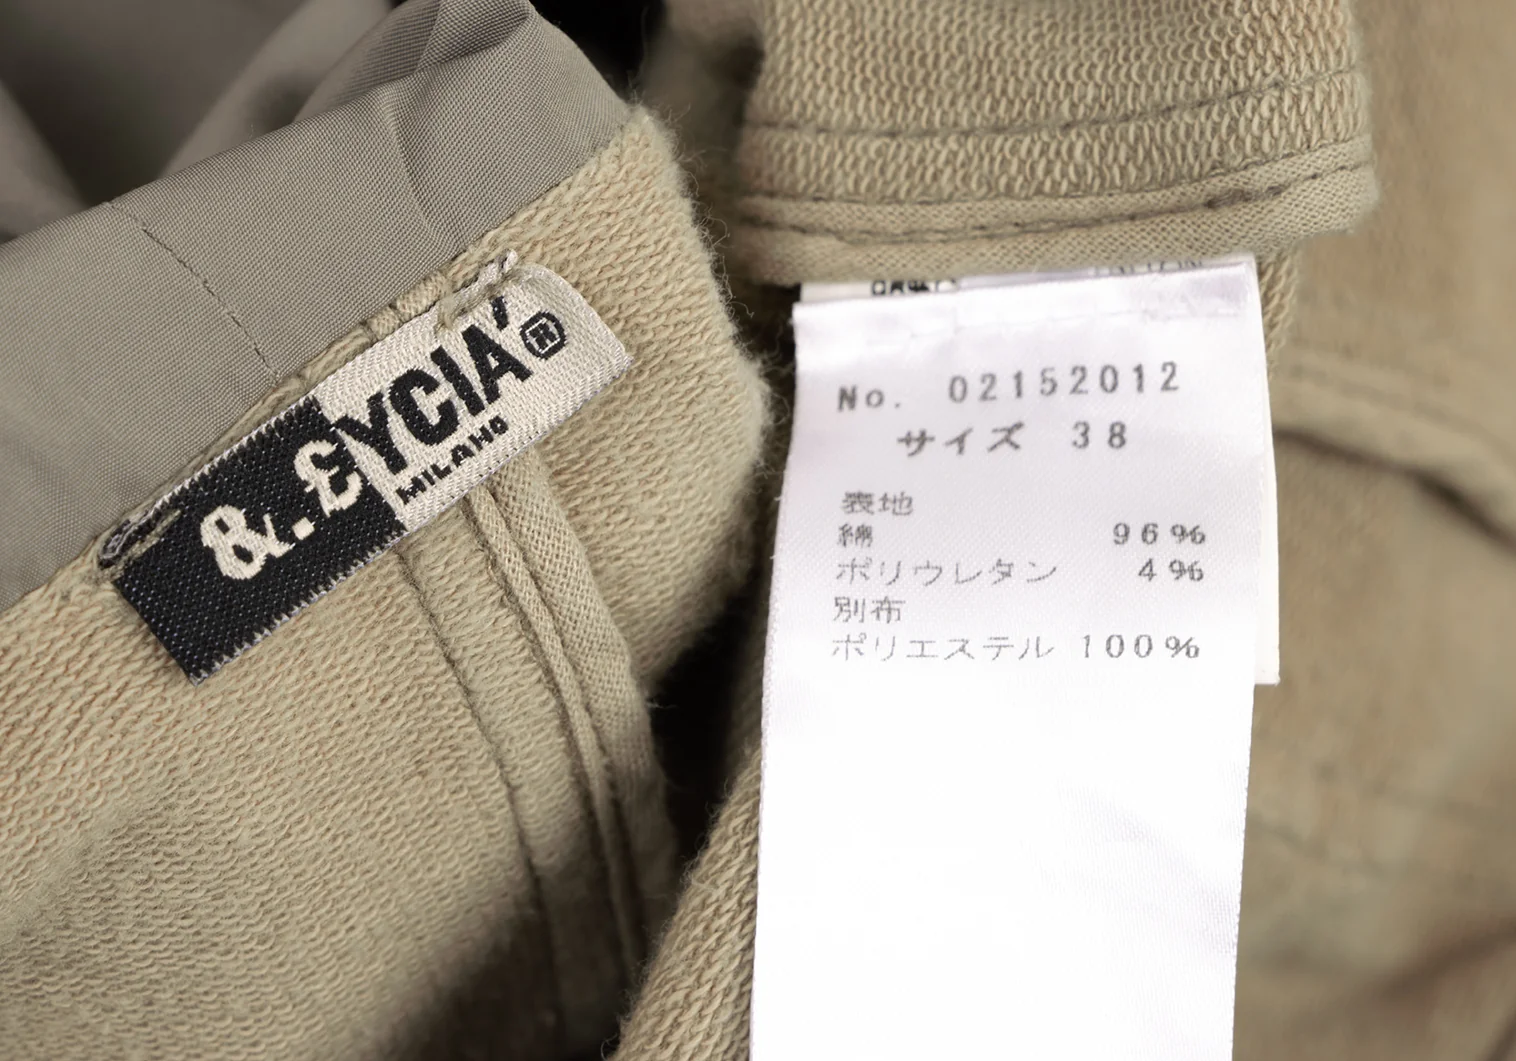 &.£YCIA’®
MILANO
No. 02152012
サイズ 38
表地
綿 96%
ポリウレタン 4%
別布
ポリエステル 100%